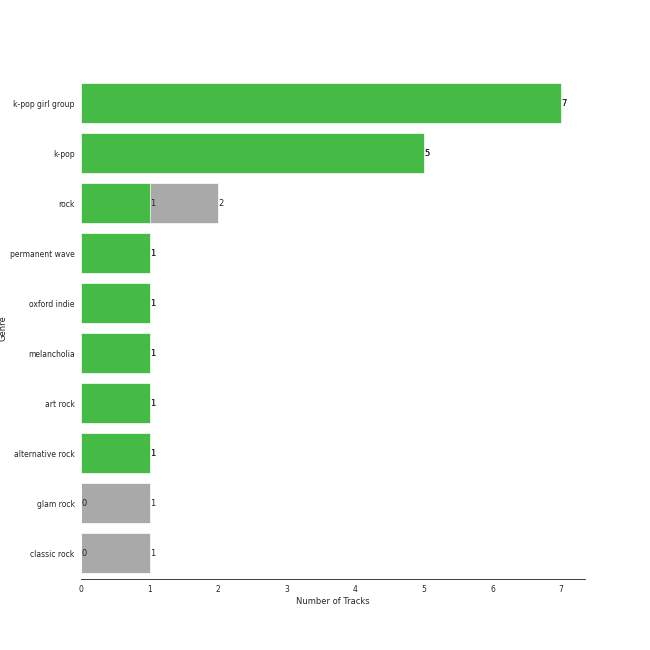 k-pop girl group 7
k-pop 5
rock 1 2
permanent wave 1
oxford indie 1
melancholia 1
art rock 1
alternative rock 1
glam rock 0 1
classic rock 0 1
Genre
0 1 2 3 4 5 6 7
Number of Tracks